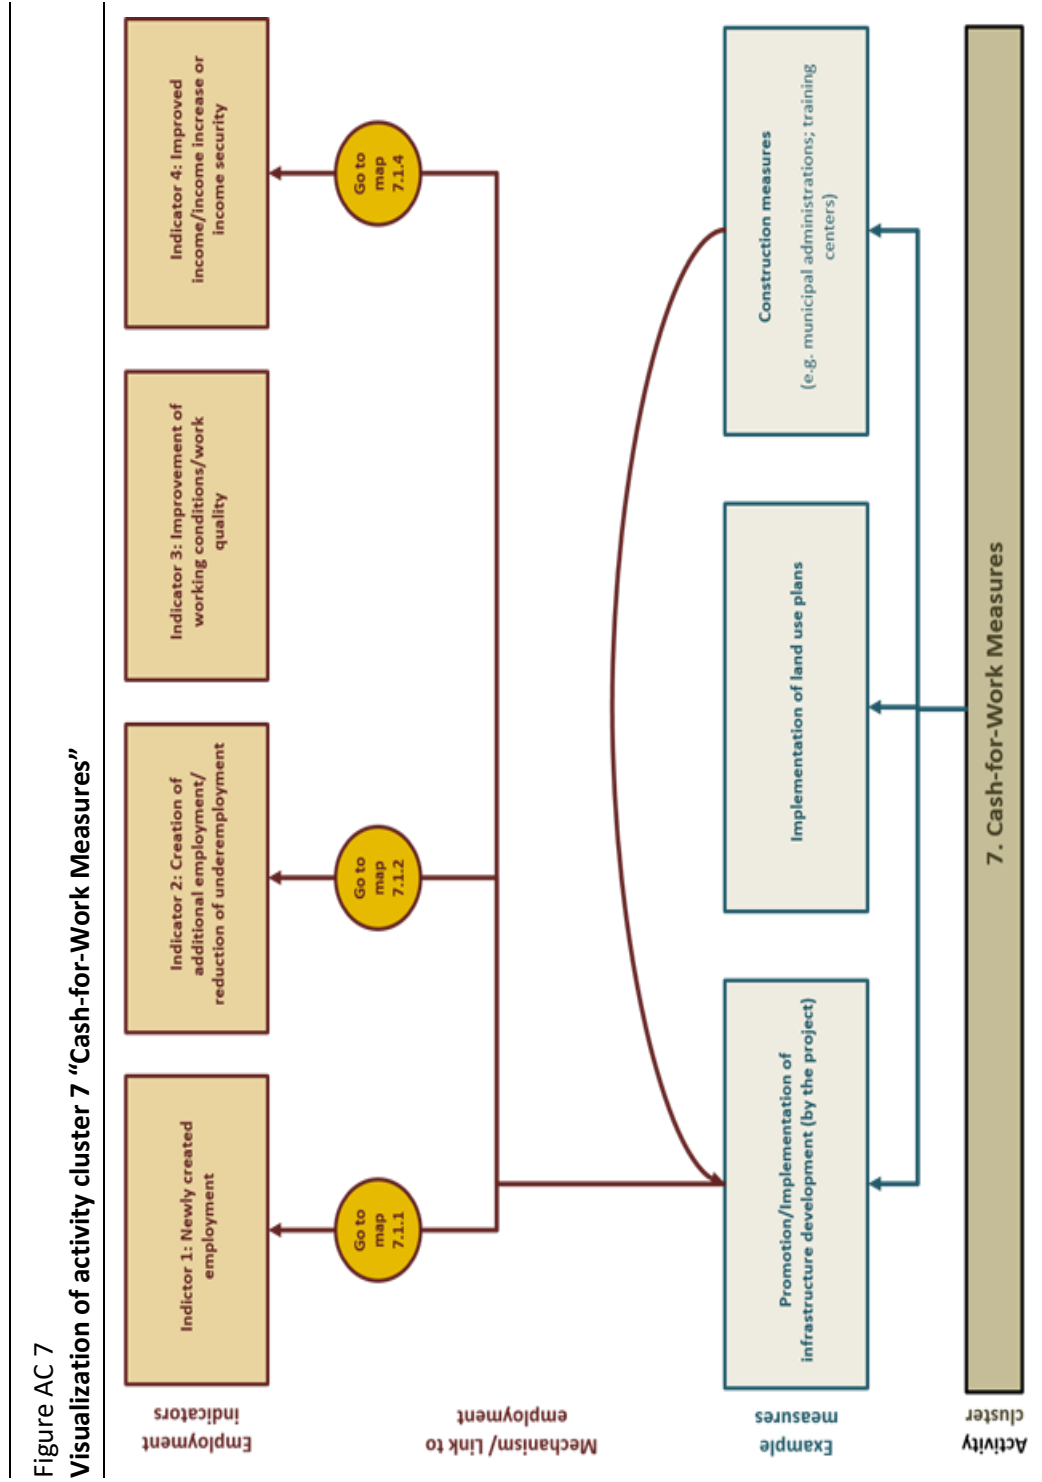 Figure AC 7
Visualization of activity cluster 7 “Cash-for-Work Measures”
Employment
indicators
Indictor 1: Newly created
employment
Indicator 2: Creation of
additional employment/
reduction of underemployment
Indicator 3: Improvement of
working conditions/work
quality
Indicator 4: Improved
income/income increase or
income security
Mechanism/ Link to
employment
Go to
map
7.1.1
Go to
map
7.1.2
Go to
map
7.1.4
Example
measures
Promotion/Implementation of
infrastructure development (by the project)
Implementation of land use plans
Construction measures
(e.g. municipal administrations; training
centers)
Activity
cluster
7. Cash-for-Work Measures